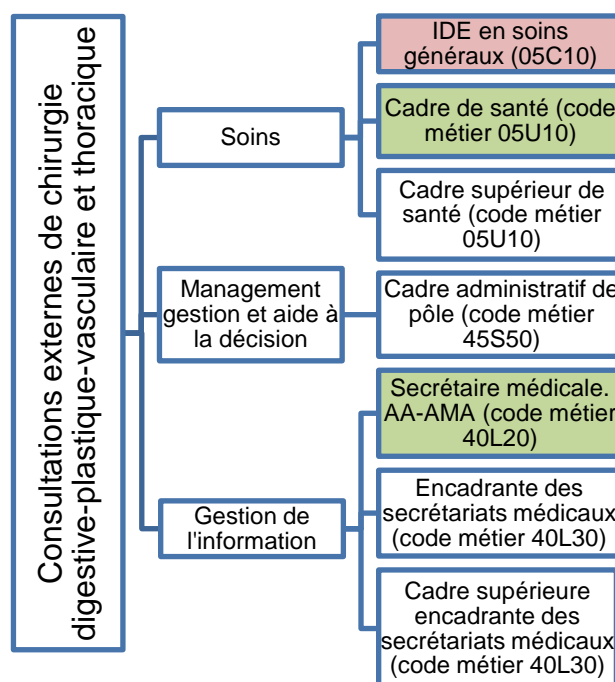 Consultations externes de chirurgie
digestive-plastique-vasculaire et thoracique
Soins
IDE en soins
généraux (05C10)
Cadre de santé (code
métier 05U10)
Cadre supérieur de
santé (code métier
05U10)
Management
gestion et aide à
la décision
Cadre administratif de
pôle (code métier
45S50)
Gestion de
l'information
Secrétaire médicale.
AA-AMA (code métier
40L20)
Encadrante des
secrétariats médicaux
(code métier 40L30)
Cadre supérieure
encadrante des
secrétariats médicaux
(code métier 40L30)